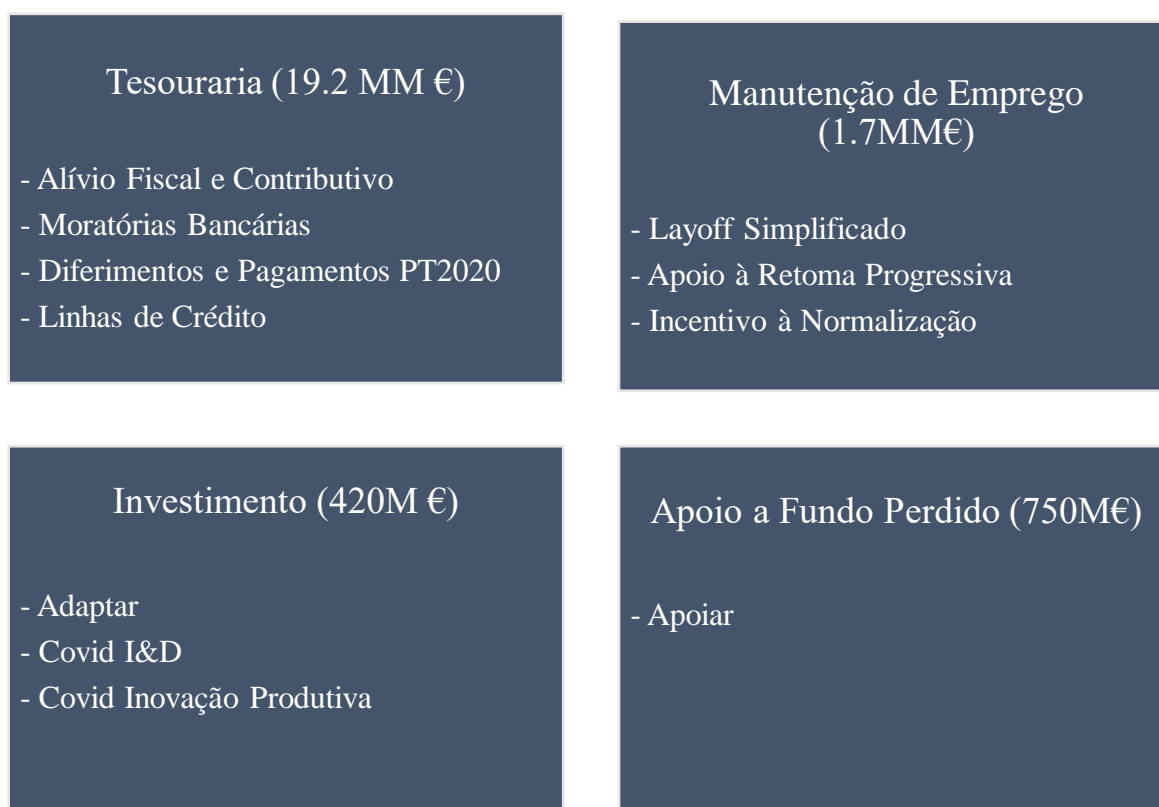 Tesouraria (19.2 MM €)
- Alívio Fiscal e Contributivo
- Moratórias Bancárias
- Diferimentos e Pagamentos PT2020
- Linhas de Crédito
Manutenção de Emprego
(1.7MM€)
- Layoff Simplificado
- Apoio à Retoma Progressiva
- Incentivo à Normalização
Investimento (420M €)
- Adaptar
- Covid I&D
- Covid Inovação Produtiva
Apoio a Fundo Perdido (750M€)
- Apoiar